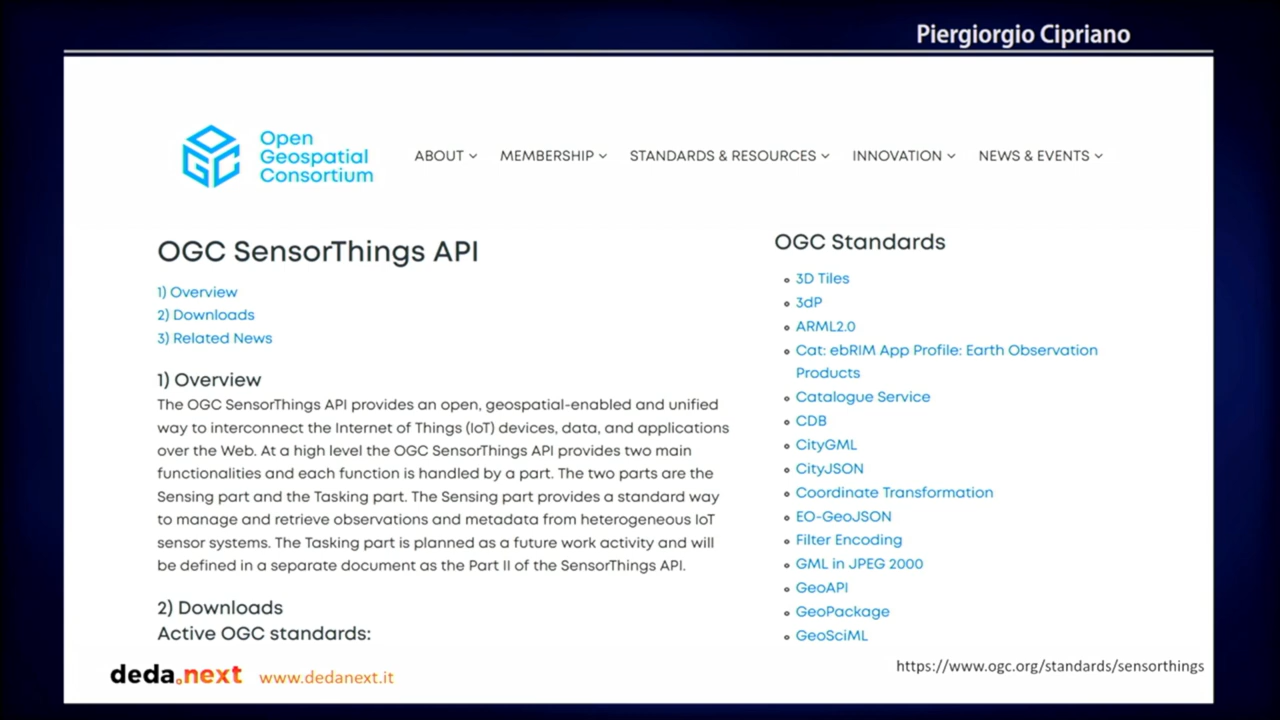 Piergiorgio Cipriano
Open
Geospatial
Consortium
ABOUT MEMBERSHIP STANDARDS & RESOURCES INNOVATION NEWS & EVENTS
OGC SensorThings API
1) Overview
2) Downloads
3) Related News
1) Overview
The OGC SensorThings API provides an open, geospatial-enabled and unified
way to interconnect the Internet of Things (IoT) devices, data, and applications
over the Web. At a high level the OGC SensorThings API provides two main
functionalities and each function is handled by a part. The two parts are the
Sensing part and the Tasking part. The Sensing part provides a standard way
to manage and retrieve observations and metadata from heterogeneous IoT
sensor systems. The Tasking part is planned as a future work activity and will
be defined in a separate document as the Part II of the SensorThings API.
2) Downloads
Active OGC standards:
OGC Standards
3D Tiles
3dP
ARML2.0
Cat: ebRIM App Profile: Earth Observation
Products
Catalogue Service
CDB
CityGML
CityJSON
Coordinate Transformation
EO-GeoJSON
Filter Encoding
GML in JPEG 2000
GeoAPI
GeoPackage
GeoSciML
deda.next www.dedanext.it
https://www.ogc.org/standards/sensorthings